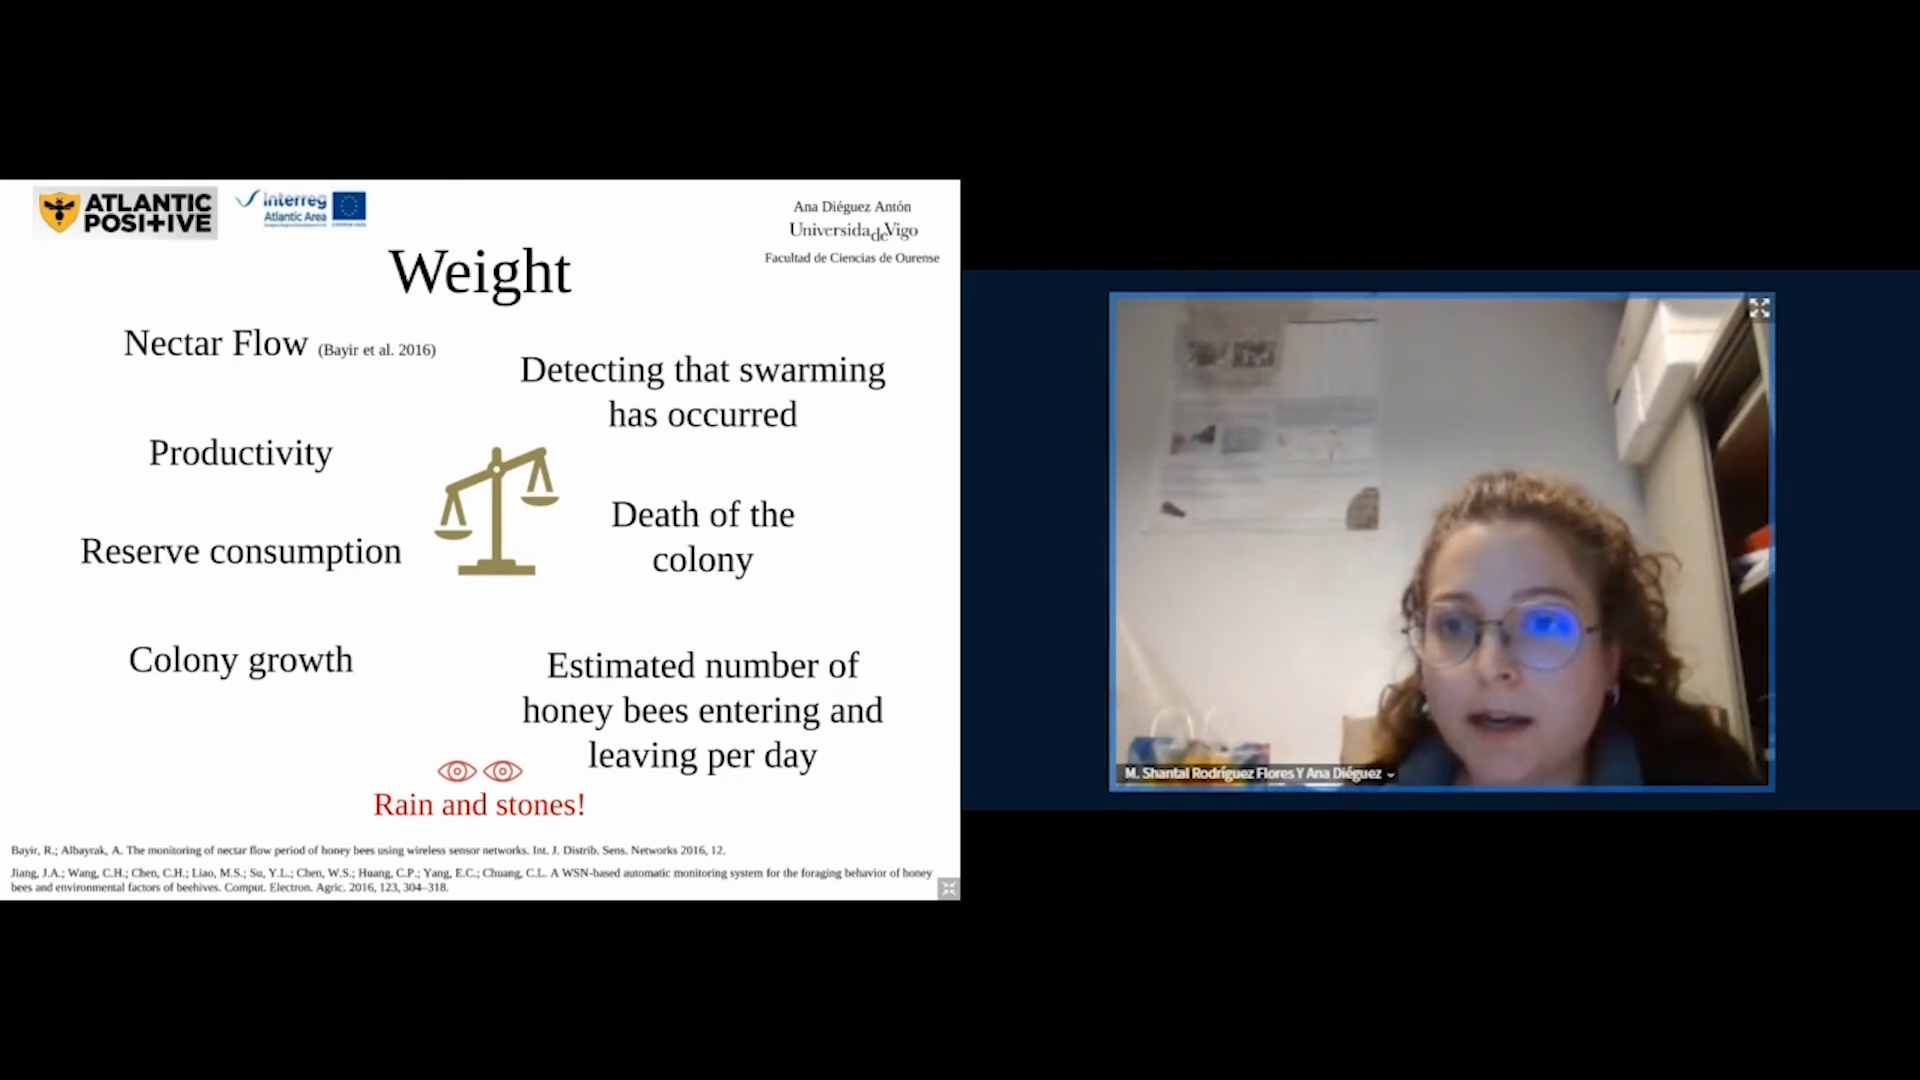 ATLANTIC
POSI+IVE
Interreg
Atlantic Area
EUROPEAN UNION
Ana Diéguez Antón
UniversidadeVigo
Facultad de Ciencias de Ourense
Weight
Nectar Flow (Bayir et al. 2016)
Productivity
Reserve consumption
Colony growth
Detecting that swarming
has occurred
Death of the
colony
Estimated number of
honey bees entering and
leaving per day
Rain and stones!
Bayir, R.; Albayrak, A. The monitoring of nectar flow period of honey bees using wireless sensor networks. Int. J. Distrib. Sens. Networks 2016, 12.
Jiang, J.A.; Wang, C.H.; Chen, C.H.; Liao, M.S.; Su, Y.L.; Chen, W.S.; Huang, C.P.; Yang, E.C.; Chuang, C.L. A WSN-based automatic monitoring system for the foraging behavior of honey
bees and environmental factors of beehives. Comput. Electron. Agric. 2016, 123, 304–318.
M. Shantal Rodríguez Flores Y Ana Diéguez